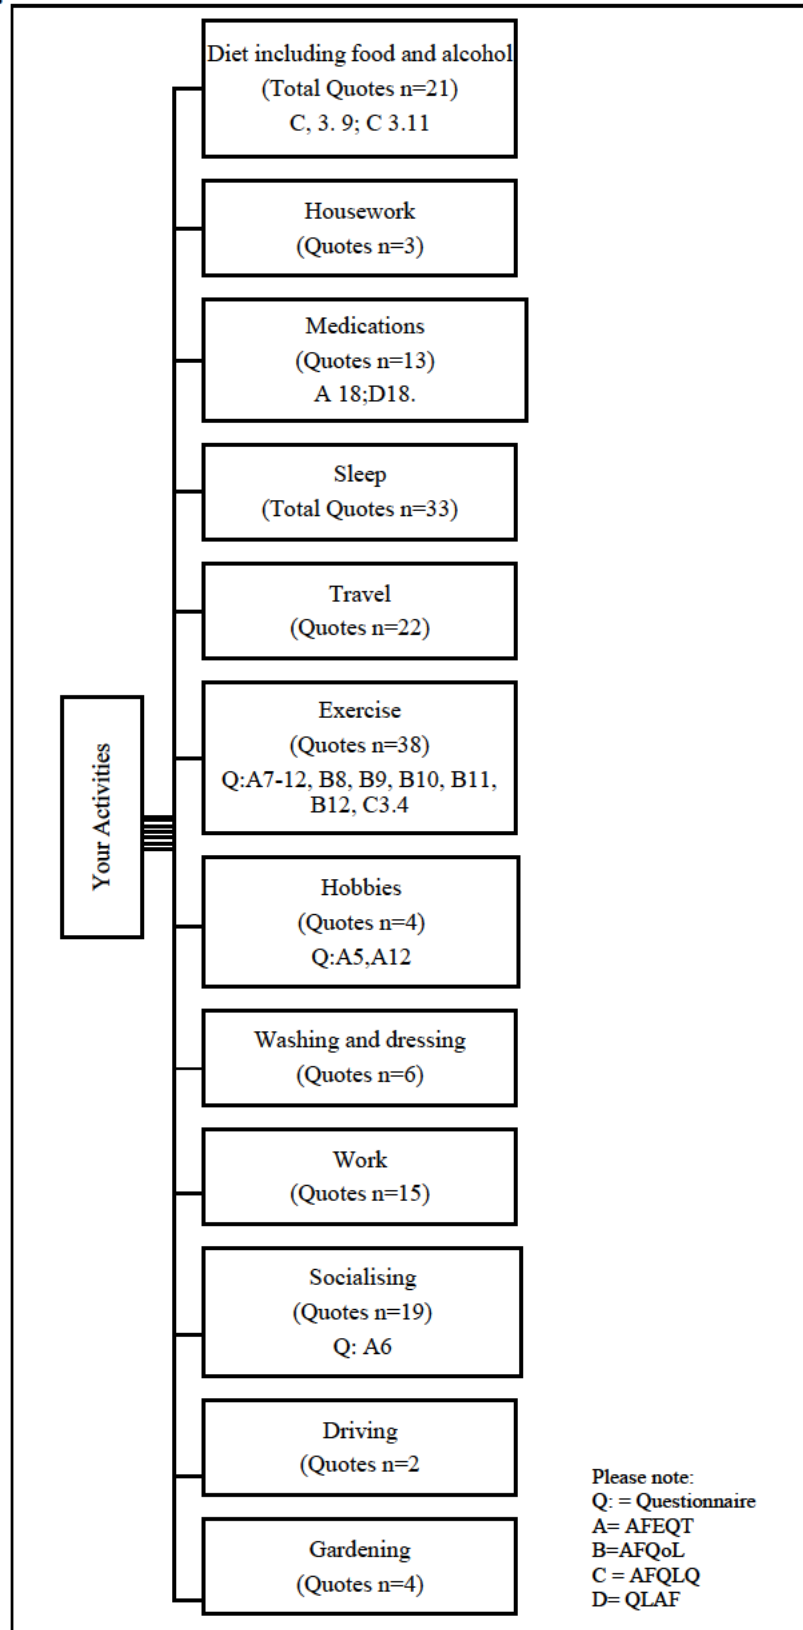 Diet including food and alcohol
(Total Quotes n=21)
C, 3. 9; C 3.11
Housework
(Quotes n=3)
Medications
(Quotes n=13)
A 18;D18.
Sleep
(Total Quotes n=33)
Travel
(Quotes n=22)
Your Activities
Exercise
(Quotes n=38)
Q:A7-12, B8, B9, B10, B11,
B12, C3.4
Hobbies
(Quotes n=4)
Q:A5,A12
Washing and dressing
(Quotes n=6)
Work
(Quotes n=15)
Socialising
(Quotes n=19)
Q: A6
Driving
(Quotes n=2
Gardening
(Quotes n=4)
Please note:
Q: = Questionnaire
A= AFEQT
B=AFQoL
C = AFQLQ
D= QLAF